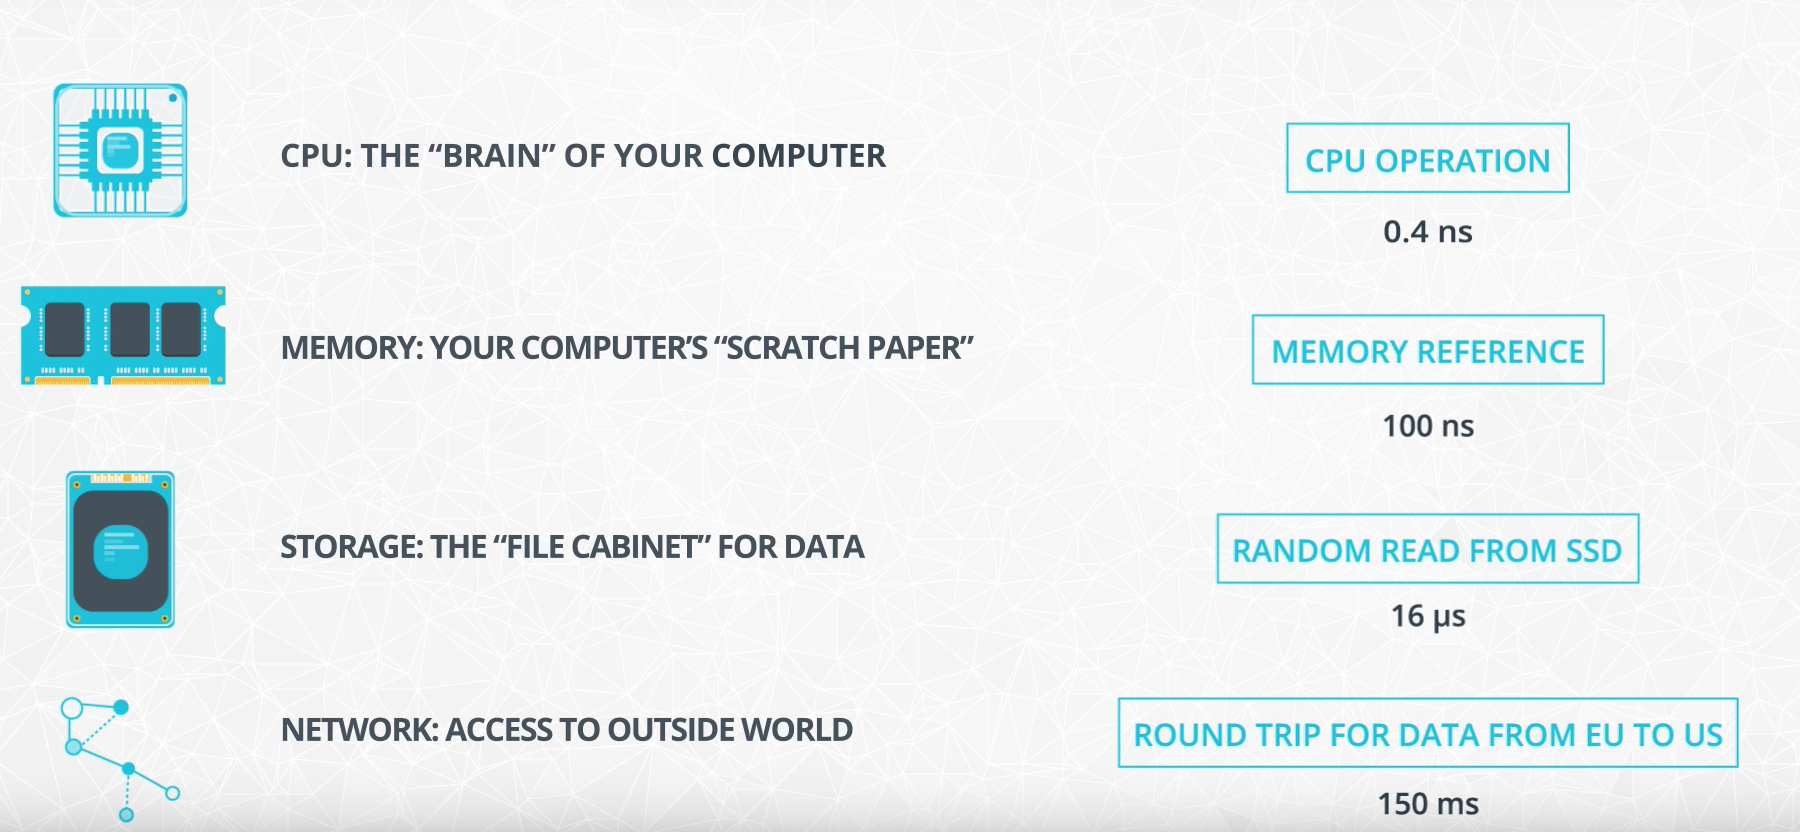 CPU: THE “BRAIN” OF YOUR COMPUTER
CPU OPERATION
0.4 ns
MEMORY: YOUR COMPUTER’S “SCRATCH PAPER”
MEMORY REFERENCE
100 ns
STORAGE: THE “FILE CABINET” FOR DATA
RANDOM READ FROM SSD
16 µs
NETWORK: ACCESS TO OUTSIDE WORLD
ROUND TRIP FOR DATA FROM EU TO US
150 ms